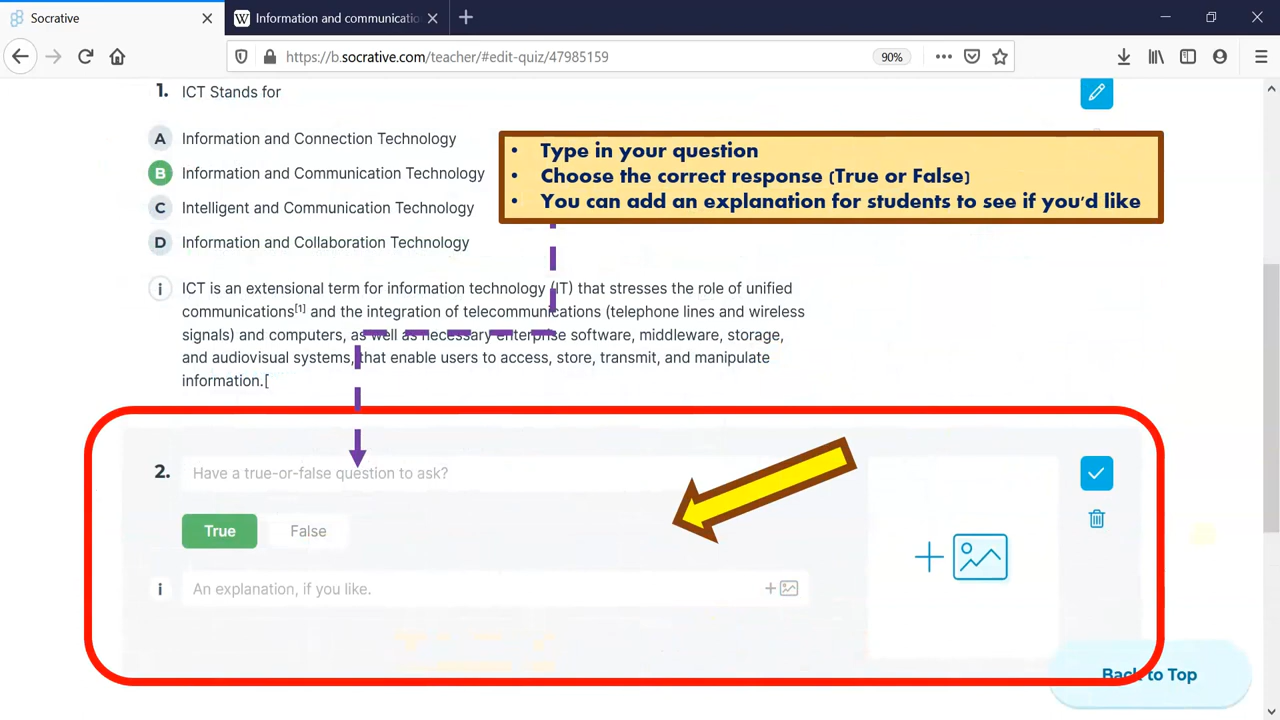 Socrative
Information and communicatio
https://b.socrative.com/teacher/#edit-quiz/47985159
90%
1. ICT Stands for
A Information and Connection Technology
B Information and Communication Technology
C Intelligent and Communication Technology
D Information and Collaboration Technology
• Type in your question
• Choose the correct response (True or False)
• You can add an explanation for students to see if you'd like
i ICT is an extensional term for information technology (IT) that stresses the role of unified
communications[1] and the integration of telecommunications (telephone lines and wireless
signals) and computers, as well as necessary enterprise software, middleware, storage,
and audiovisual systems, that enable users to access, store, transmit, and manipulate
information.[
2. Have a true-or-false question to ask?
True False
i An explanation, if you like.
Back to Top